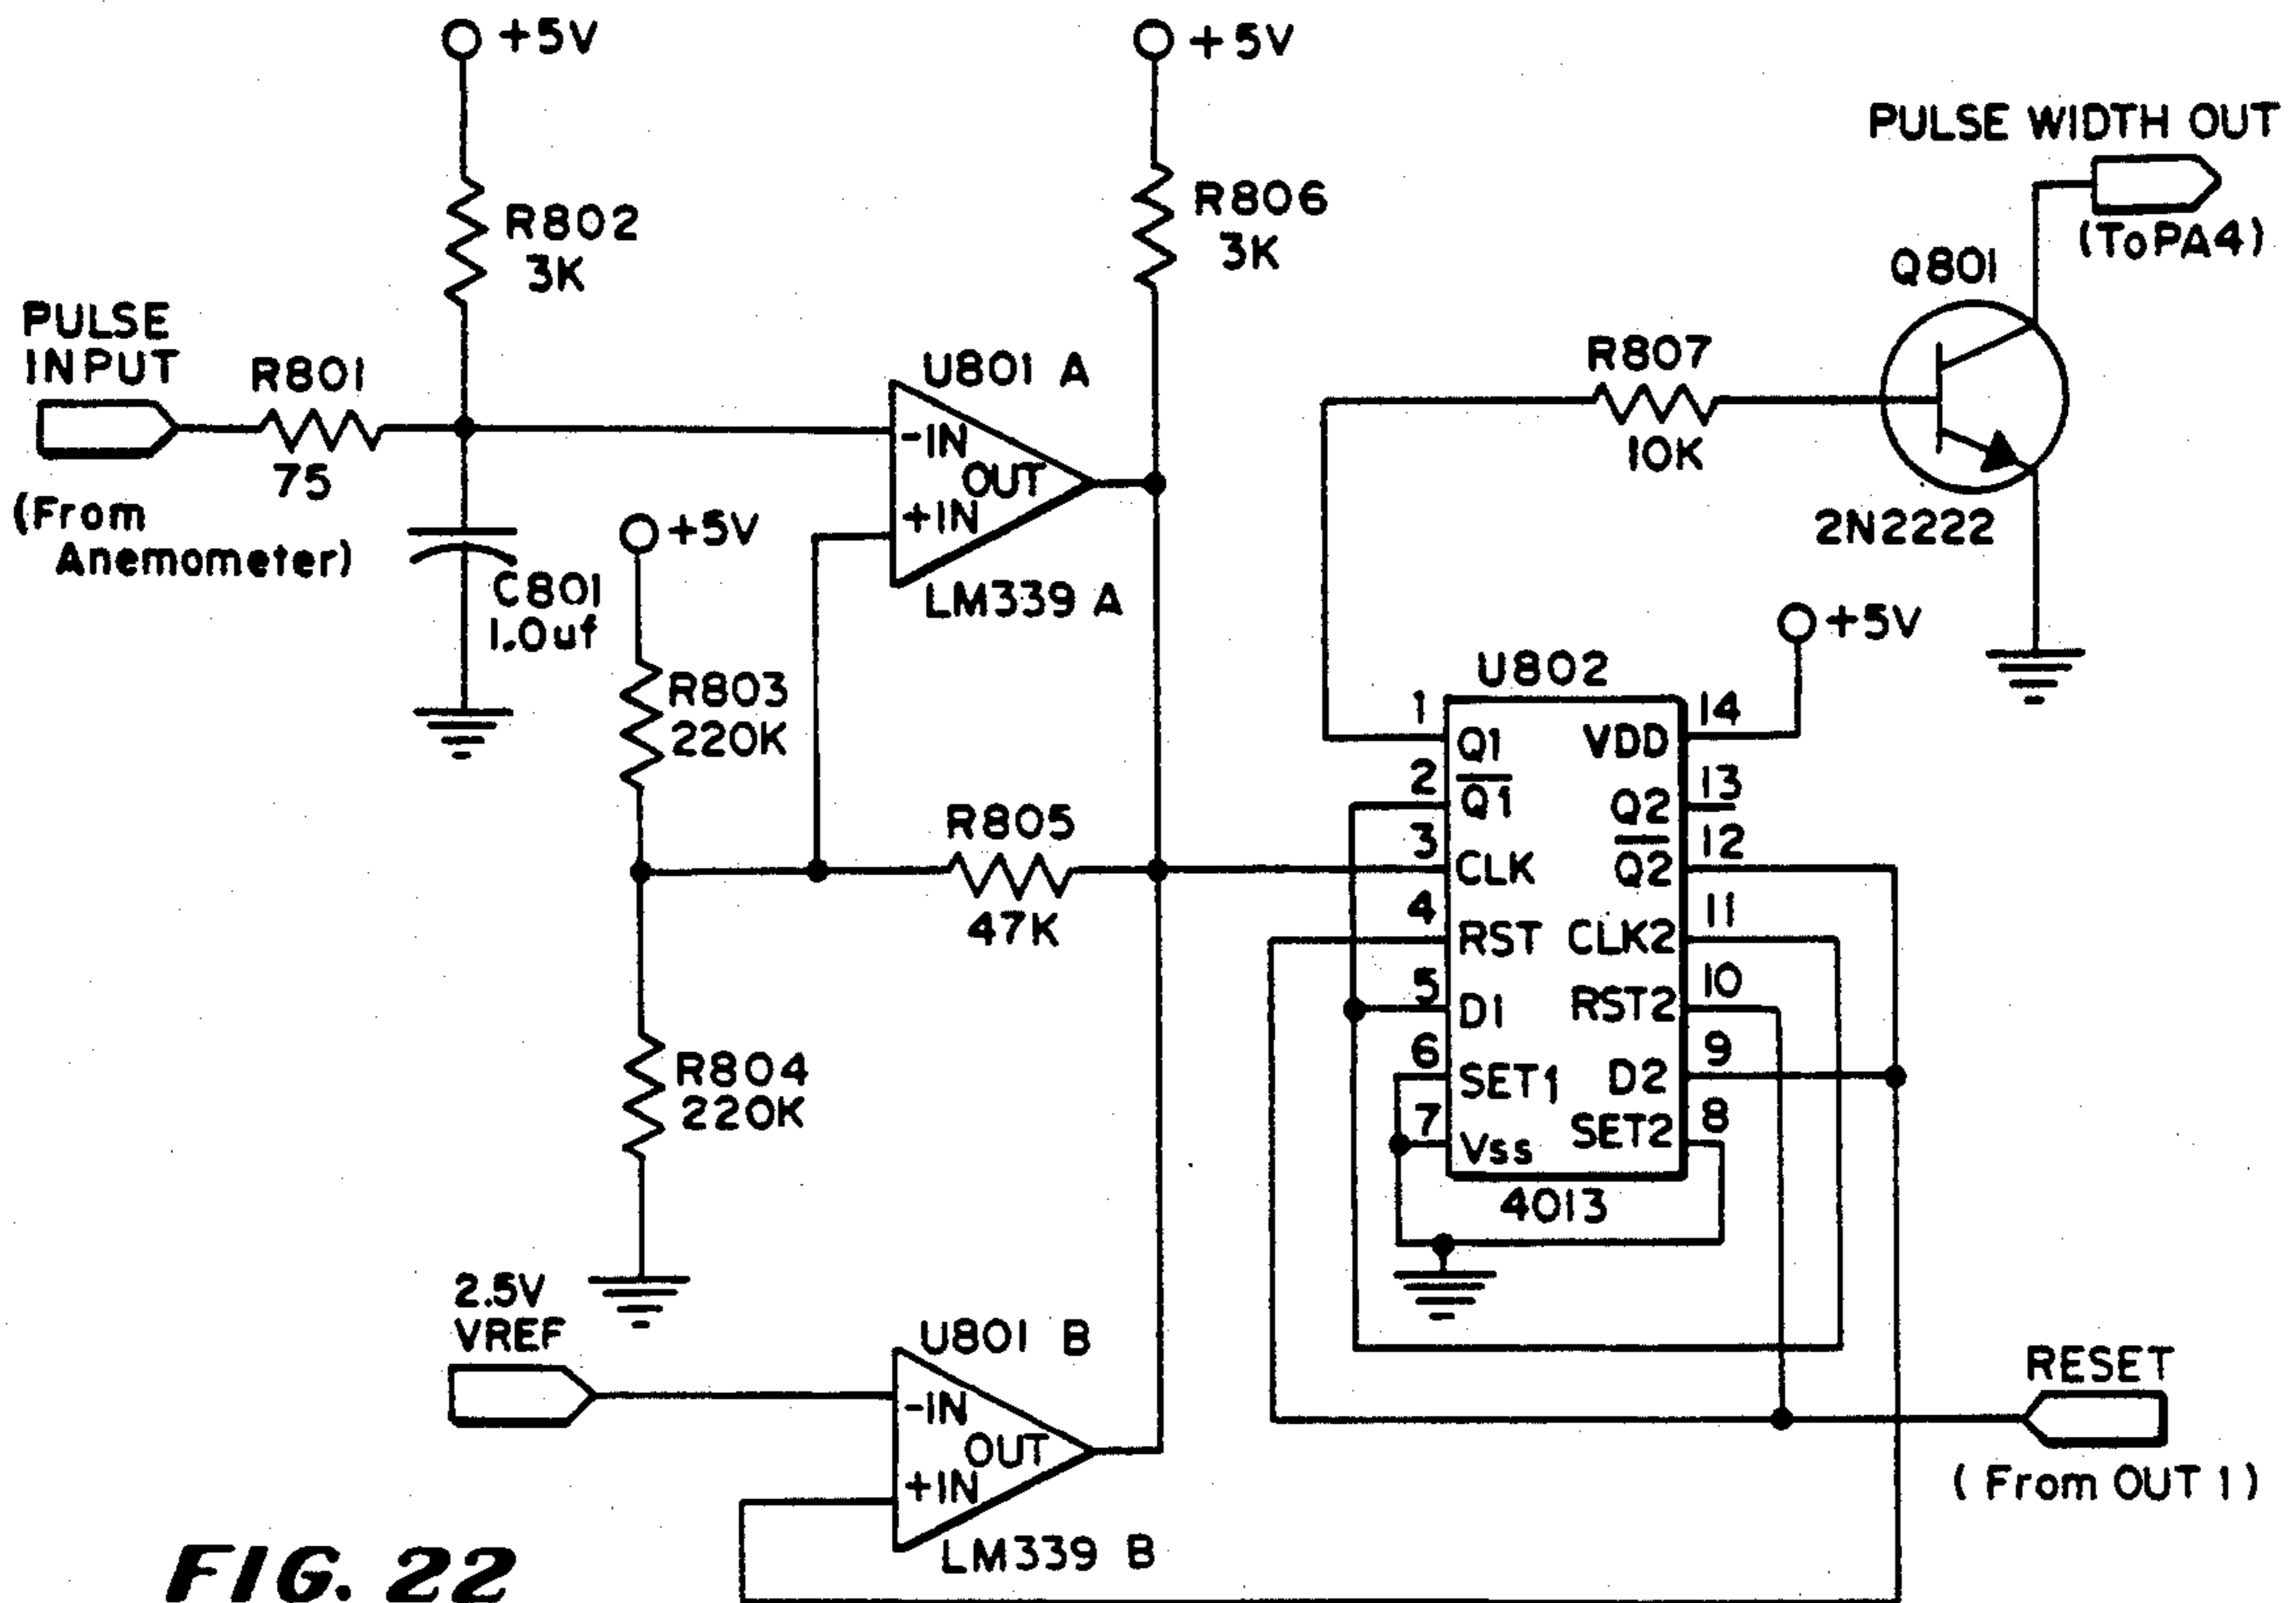 +5V
+5V
PULSE WIDTH OUT
(To PA4)
R802
3K
R806
3K
Q801
PULSE
INPUT
R801
75
U801 A
R807
10K
-IN
OUT
+IN
(From
Anemometer)
+5V
2N2222
C801
1.0uf
LM339 A
+5V
U802
R803
220K
1
14
Q1
VDD
2
13
Q1
Q2
R805
47K
3
12
CLK
Q2
4
11
RST
CLK2
5
10
D1
RST2
R804
220K
6
9
SET1
D2
7
8
Vss
SET2
4013
2.5V
VREF
U801 B
RESET
-IN
OUT
+IN
(From OUT 1)
LM339 B
FIG. 22